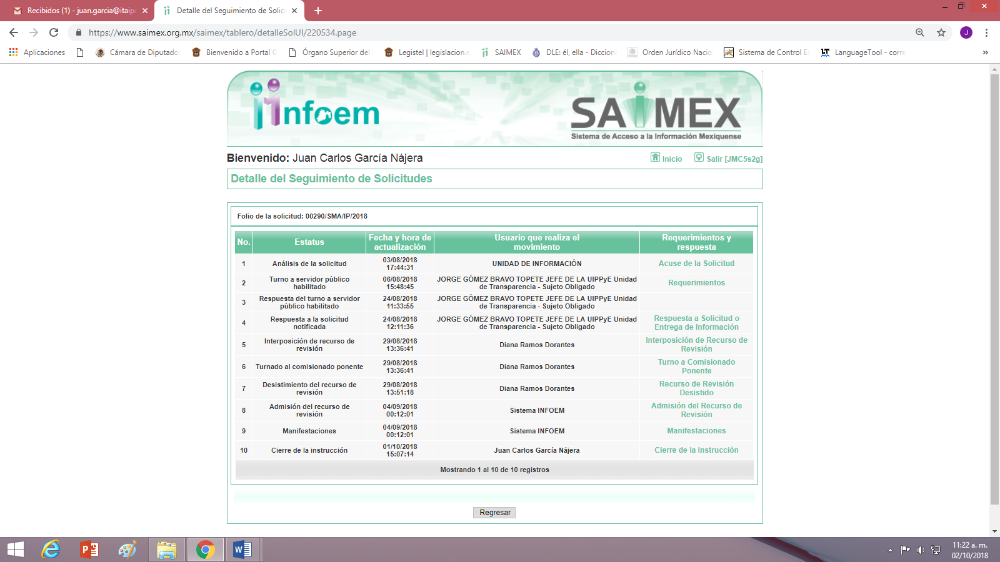 Recibidos (1) - juan.garcia@itaip
Detalle del Seguimiento de Solic
https://www.saimex.org.mx/saimex/tablero/detalleSolUI/220534.page
J
Aplicaciones
Cámara de Diputados
Bienvenido a Portal C
Órgano Superior del
Legistel | legislacion.e
SAIMEX
DLE: él, ella - Diccion
Orden Jurídico Nacio
Sistema de Control E
LanguageTool - corre
infoem
SAIMEX
Sistema de Acceso a la Información Mexiquense
Bienvenido: Juan Carlos García Nájera
Inicio
Salir [JMC5s2g]
Detalle del Seguimiento de Solicitudes
Folio de la solicitud: 00290/SMA/IP/2018
No. Estatus Fecha y hora de actualización Usuario que realiza el movimiento Requerimientos y respuesta
1 Análisis de la solicitud 03/08/2018 17:44:31 UNIDAD DE INFORMACIÓN Acuse de la Solicitud
2 Turno a servidor público habilitado 06/08/2018 15:48:45 JORGE GÓMEZ BRAVO TOPETE JEFE DE LA UIPPyE Unidad de Transparencia - Sujeto Obligado Requerimientos
3 Respuesta del turno a servidor público habilitado 24/08/2018 11:33:55 JORGE GÓMEZ BRAVO TOPETE JEFE DE LA UIPPyE Unidad de Transparencia - Sujeto Obligado
4 Respuesta a la solicitud notificada 24/08/2018 12:11:36 JORGE GÓMEZ BRAVO TOPETE JEFE DE LA UIPPyE Unidad de Transparencia - Sujeto Obligado Respuesta a Solicitud o Entrega de Información
5 Interposición de recurso de revisión 29/08/2018 13:36:41 Diana Ramos Dorantes Interposición de Recurso de Revisión
6 Turnado al comisionado ponente 29/08/2018 13:36:41 Diana Ramos Dorantes Turno a Comisionado Ponente
7 Desistimiento del recurso de revisión 29/08/2018 13:51:18 Diana Ramos Dorantes Recurso de Revisión Desistido
8 Admisión del recurso de revisión 04/09/2018 00:12:01 Sistema INFOEM Admisión del Recurso de Revisión
9 Manifestaciones 04/09/2018 00:12:01 Sistema INFOEM Manifestaciones
10 Cierre de la instrucción 01/10/2018 15:07:14 Juan Carlos García Nájera Cierre de la Instrucción
Mostrando 1 al 10 de 10 registros
Regresar
11:22 a. m.
02/10/2018